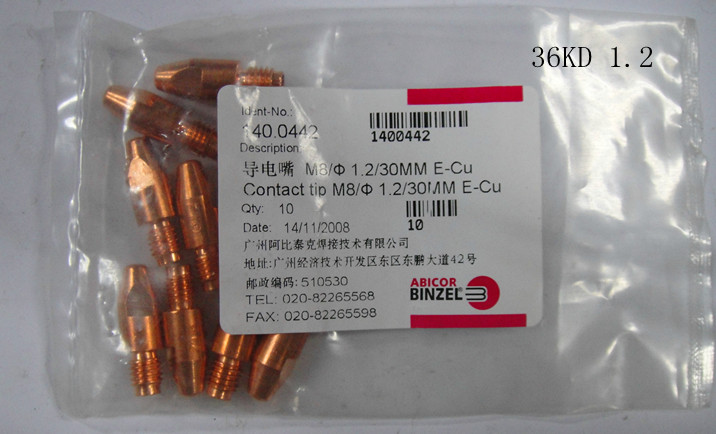 36KD 1.2
Ident-No.:
140.0442
1400442
Description:
导电嘴 M8/Φ 1.2/30MM E-Cu
Contact tip M8/Φ 1.2/30MM E-Cu
Qty: 10
10
Date: 14/11/2008
广州阿比泰克焊接技术有限公司
地址:广州经济技术开发区东区东鹏大道42号
邮政编码:510530
TEL: 020-82265568
FAX: 020-82265598
ABICOR
BINZEL